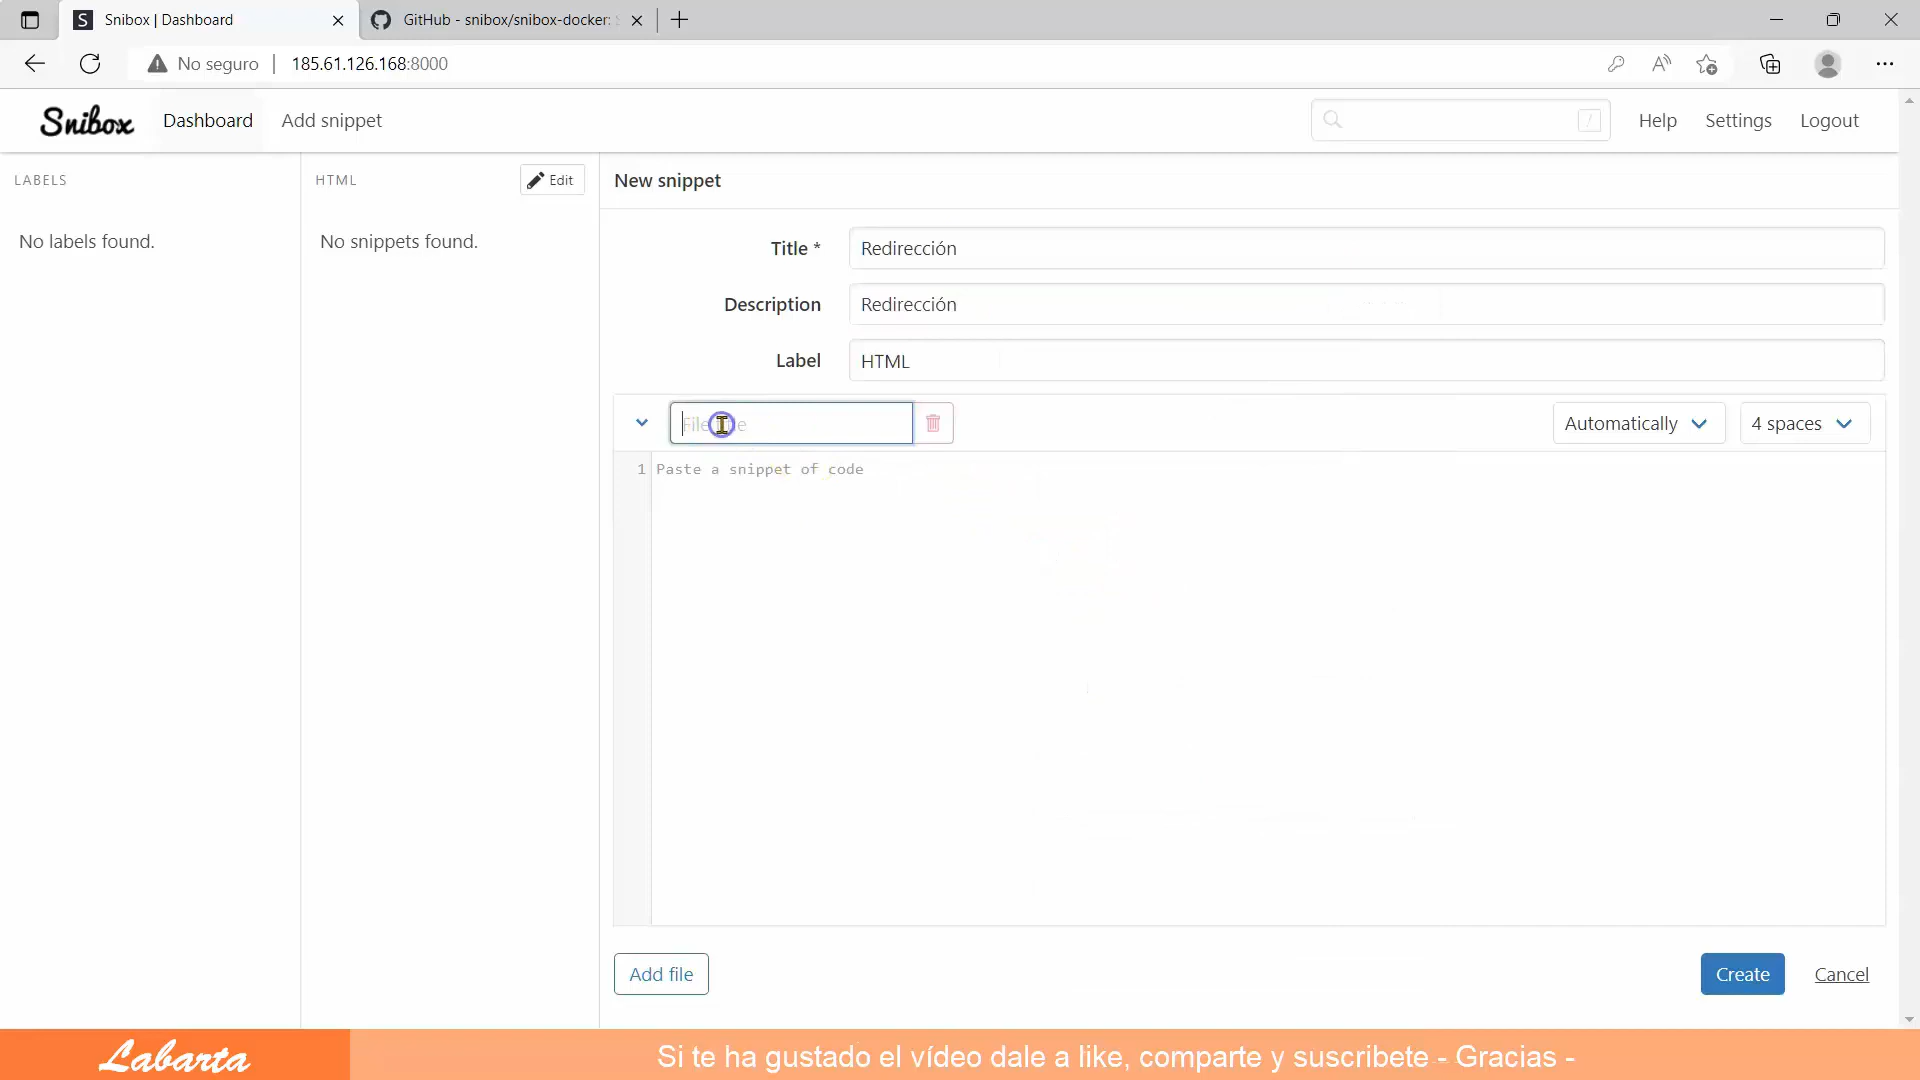 Snibox | Dashboard
GitHub - snibox/snibox-docker:
No seguro
185.61.126.168:8000
Snibox
Dashboard
Add snippet
/
Help
Settings
Logout
LABELS
HTML
Edit
New snippet
No labels found.
No snippets found.
Title *
Redirección
Description
Redirección
Label
HTML
Automatically
4 spaces
1
Paste a snippet of code
Add file
Create
Cancel
Labarta
Si te ha gustado el vídeo dale a like, comparte y suscribete - Gracias -